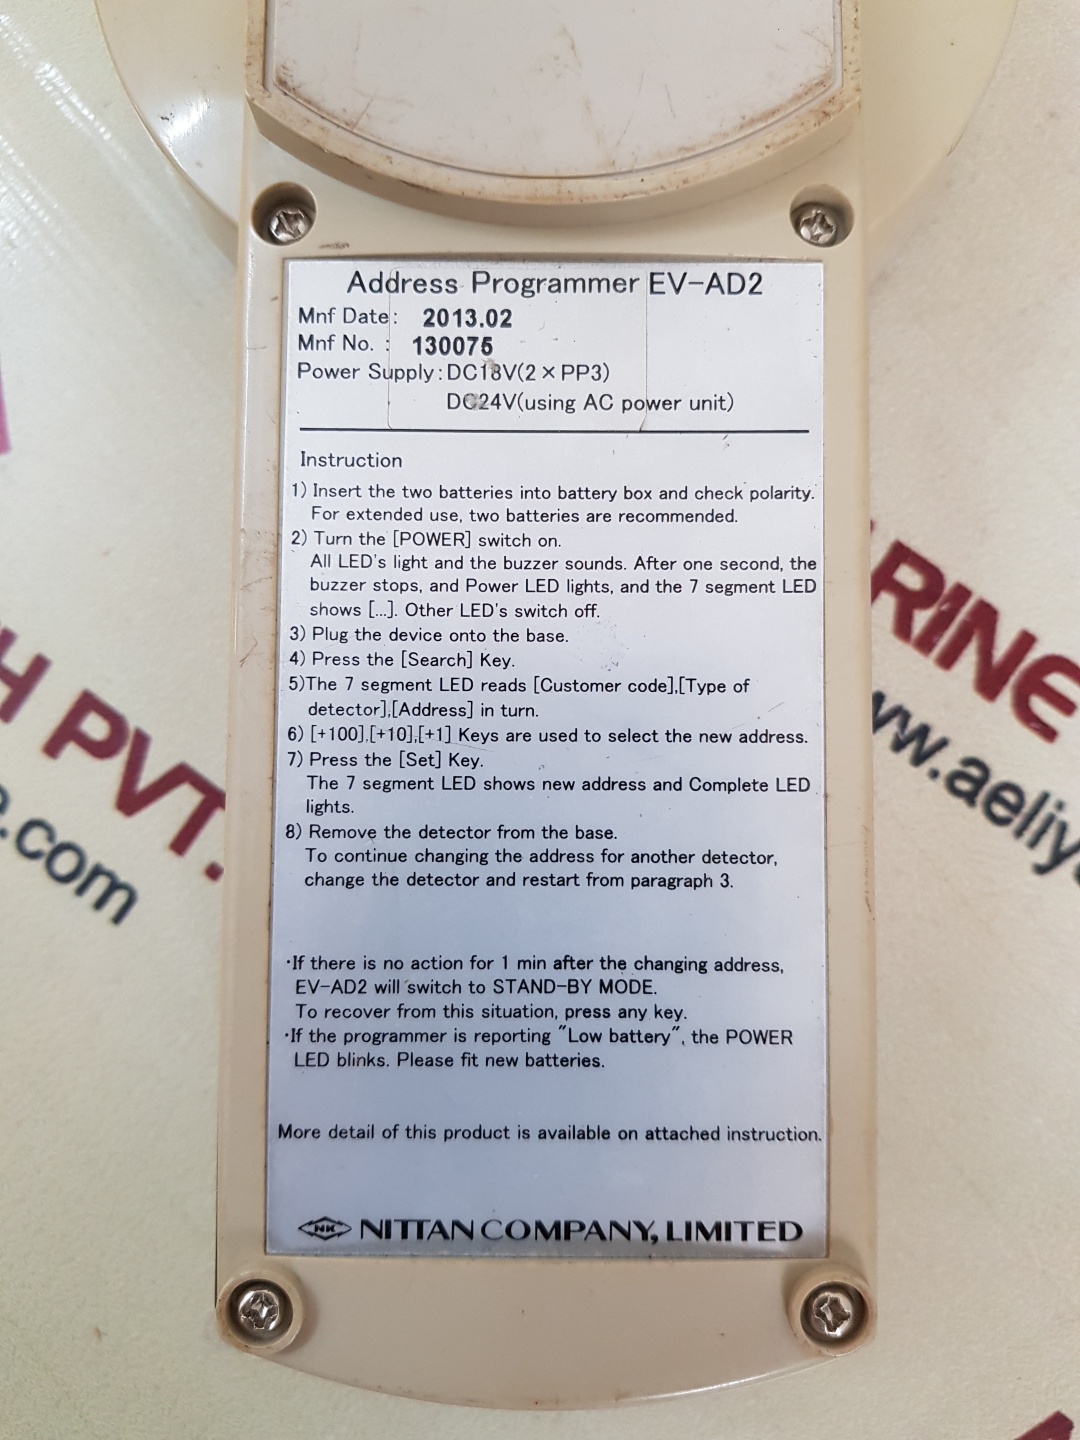 Address Programmer EV-AD2
Mnf Date: 2013.02
Mnf No. : 130075
Power Supply: DC18V(2 × PP3)
DC24V(using AC power unit)
Instruction
1) Insert the two batteries into battery box and check polarity.
For extended use, two batteries are recommended.
2) Turn the [POWER] switch on.
All LED's light and the buzzer sounds. After one second, the
buzzer stops, and Power LED lights, and the 7 segment LED
shows [...]. Other LED's switch off.
3) Plug the device onto the base.
4) Press the [Search] Key.
5)The 7 segment LED reads [Customer code],[Type of
detector],[Address] in turn.
6) [+100],[+10],[+1] Keys are used to select the new address.
7) Press the [Set] Key.
The 7 segment LED shows new address and Complete LED
lights.
8) Remove the detector from the base.
To continue changing the address for another detector,
change the detector and restart from paragraph 3.
·If there is no action for 1 min after the changing address,
EV-AD2 will switch to STAND-BY MODE.
To recover from this situation, press any key.
·If the programmer is reporting "Low battery", the POWER
LED blinks. Please fit new batteries.
More detail of this product is available on attached instruction.
NK NITTAN COMPANY, LIMITED
H PVT.
.com
RINE
www.aeliya